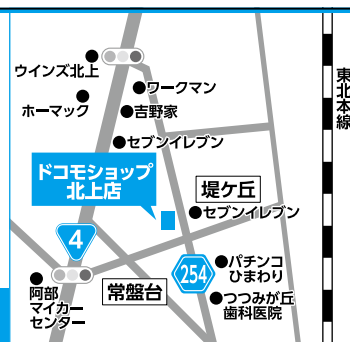 ウインズ北上
ワークマン
ホーマック
吉野家
セブンイレブン
東北本線
ドコモショップ
北上店
堤ケ丘
セブンイレブン
4
254
パチンコ
ひまわり
阿部
マイカー
センター
常盤台
つつみが丘
歯科医院